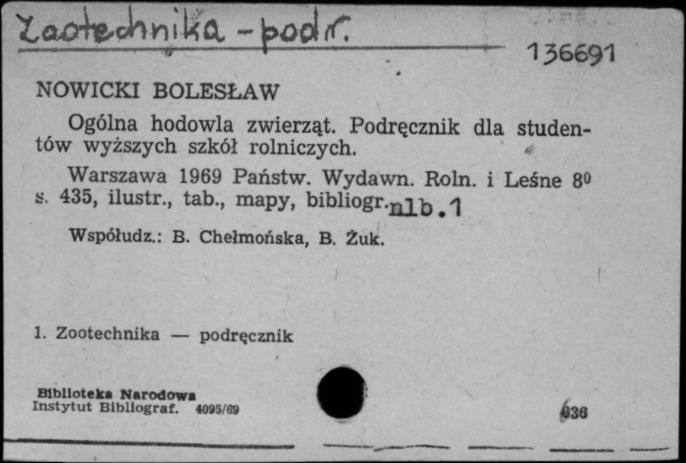 Zootechnika - podr.
136691
NOWICKI BOLESŁAW
Ogólna hodowla zwierząt. Podręcznik dla studen-
tów wyższych szkół rolniczych.
Warszawa 1969 Państw. Wydawn. Roln. i Leśne 8⁰
s. 435, ilustr., tab., mapy, bibliogr. nlb. 1
Współudz.: B. Chełmońska, B. Żuk.
1. Zootechnika — podręcznik
Biblioteka Narodowa
Instytut Bibliograf. 4095/69
636